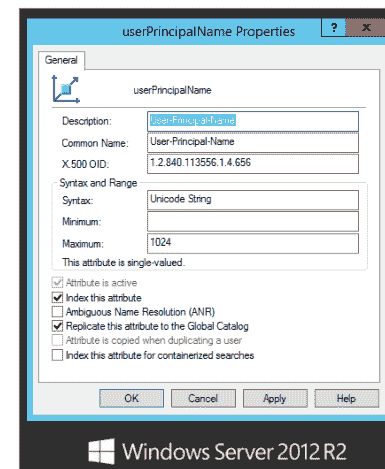 userPrincipalName Properties
? x
General
userPrincipalName
Description: User-Principal-Name
Common Name: User-Principal-Name
X.500 OID: 1.2.840.113556.1.4.656
Syntax and Range
Syntax: Unicode String
Minimum:
Maximum: 1024
This attribute is single-valued.
Attribute is active
Index this attribute
Ambiguous Name Resolution (ANR)
Replicate this attribute to the Global Catalog
Attribute is copied when duplicating a user
Index this attribute for containerized searches
OK Cancel Apply Help
Windows Server 2012 R2